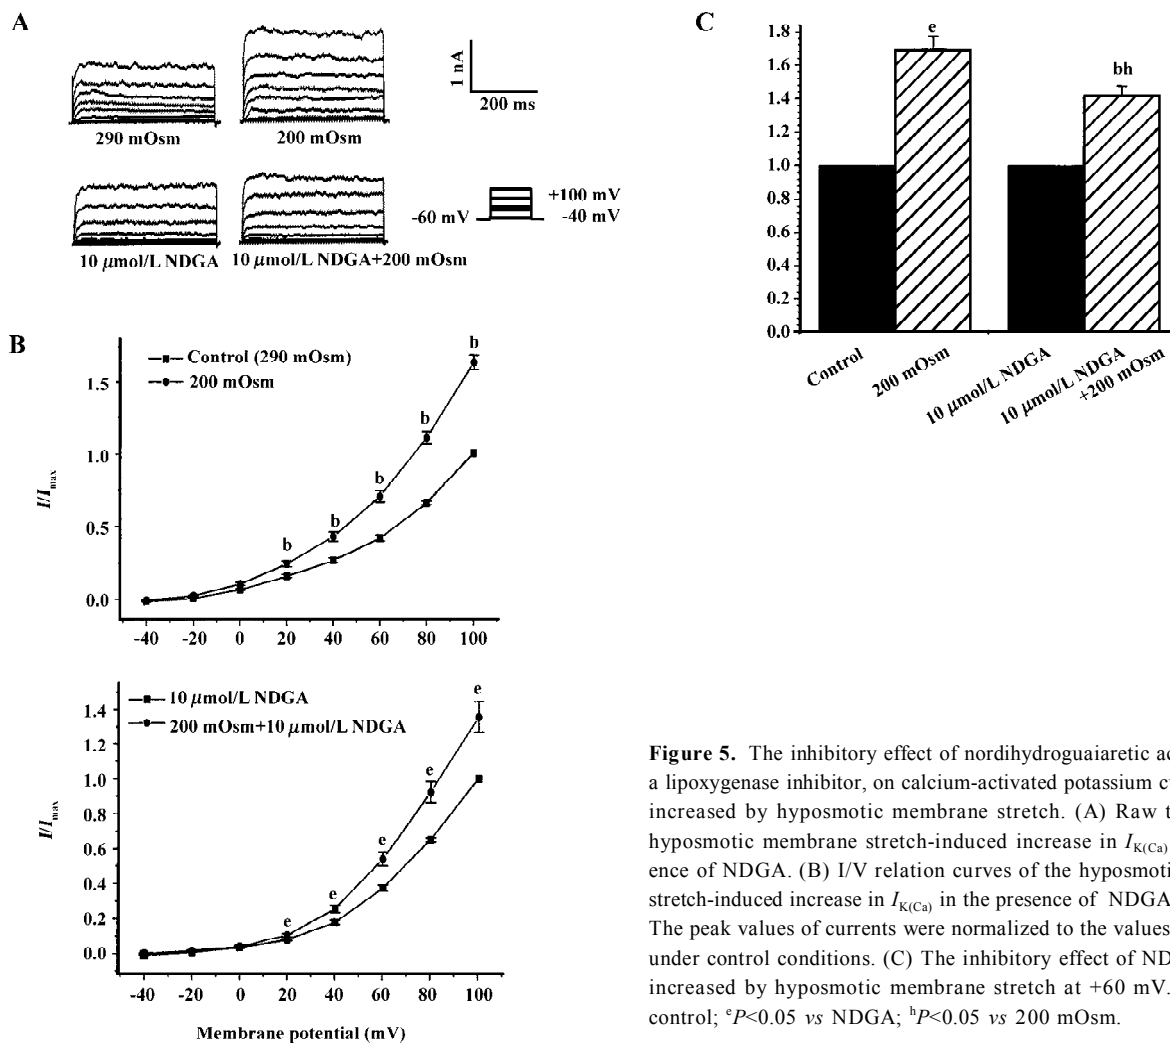 A
290 mOsm
200 mOsm
1 nA
200 ms
10 μmol/L NDGA
10 μmol/L NDGA+200 mOsm
-60 mV
+100 mV
-40 mV
B
Control (290 mOsm)
200 mOsm
I/Imax
1.5
1.0
0.5
0.0
b
b
b
b
b
-40 -20 0 20 40 60 80 100
10 μmol/L NDGA
200 mOsm+10 μmol/L NDGA
I/Imax
1.4
1.2
1.0
0.8
0.6
0.4
0.2
0.0
e
e
e
e
e
-40 -20 0 20 40 60 80 100
Membrane potential (mV)
C
1.8
1.6
1.4
1.2
1.0
0.8
0.6
0.4
0.2
0.0
e
bh
Control
200 mOsm
10 μmol/L NDGA
10 μmol/L NDGA
+200 mOsm
Figure 5. The inhibitory effect of nordihydroguaiaretic
a lipoxygenase inhibitor, on calcium-activated potassium
increased by hyposmotic membrane stretch. (A) Raw
hyposmotic membrane stretch-induced increase in IK(Ca)
ence of NDGA. (B) I/V relation curves of the
stretch-induced increase in IK(Ca) in the presence of NDGA
The peak values of currents were normalized to the values
under control conditions. (C) The inhibitory effect of
increased by hyposmotic membrane stretch at +60 mV.
control; eP<0.05 vs NDGA; hP<0.05 vs 200 mOsm.